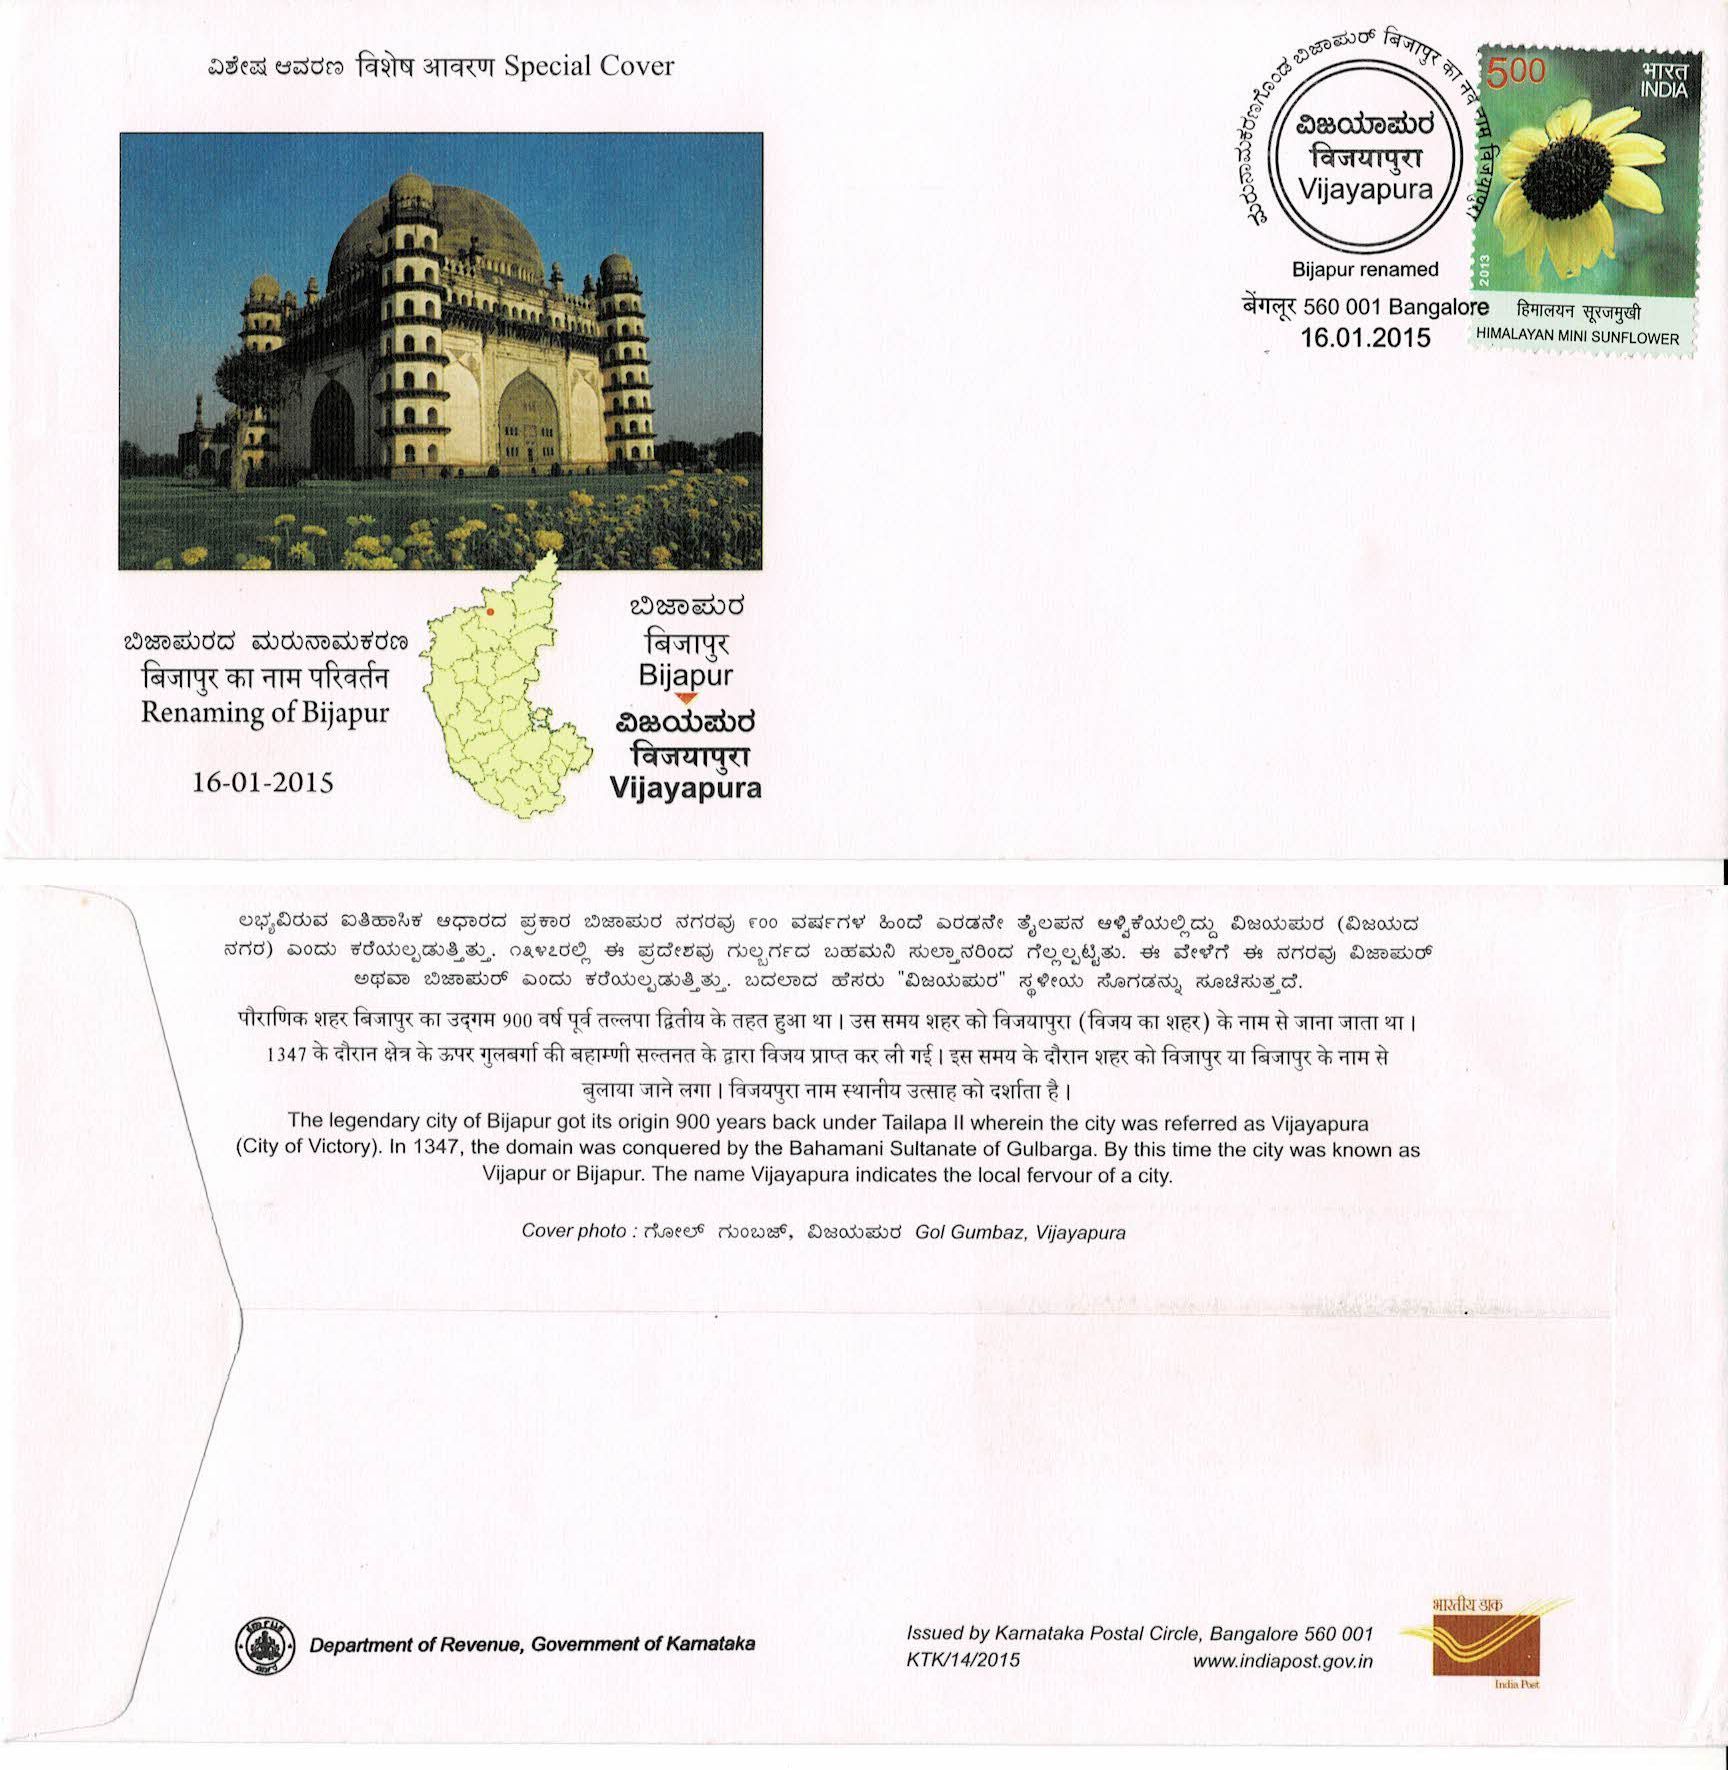 ವಿಶೇಷ ಆವರಣ विशेष आवरण Special Cover
ಮರುನಾಮಕರಣಗೊಂಡ ಬಿಜಾಪುರ್ बिजापुर का नव नाम विजयापुरा
ವಿಜಯಾಪುರ
विजयापुरा
Vijayapura
Bijapur renamed
बेंगलूर 560 001 Bangalore
16.01.2015
500
भारत
INDIA
2013
हिमालयन सूरजमुखी
HIMALAYAN MINI SUNFLOWER
ಬಿಜಾಪುರದ ಮರುನಾಮಕರಣ
बिजापुर का नाम परिवर्तन
Renaming of Bijapur
16-01-2015
ಬಿಜಾಪುರ
बिजापुर
Bijapur
ವಿಜಯಪುರ
विजयापुरा
Vijayapura
ಲಭ್ಯವಿರುವ ಐತಿಹಾಸಿಕ ಆಧಾರದ ಪ್ರಕಾರ ಬಿಜಾಪುರ ನಗರವು ೯೦೦ ವರ್ಷಗಳ ಹಿಂದೆ ಎರಡನೇ ತೈಲಪನ ಆಳ್ವಿಕೆಯಲ್ಲಿದ್ದು ವಿಜಯಪುರ (ವಿಜಯದ
ನಗರ) ಎಂದು ಕರೆಯಲ್ಪಡುತ್ತಿತ್ತು. ೧೩೪೭ರಲ್ಲಿ ಈ ಪ್ರದೇಶವು ಗುಲ್ಬರ್ಗದ ಬಹಮನಿ ಸುಲ್ತಾನರಿಂದ ಗೆಲ್ಲಲ್ಪಟ್ಟಿತು. ಈ ವೇಳೆಗೆ ಈ ನಗರವು ವಿಜಾಪುರ್
ಅಥವಾ ಬಿಜಾಪುರ್ ಎಂದು ಕರೆಯಲ್ಪಡುತ್ತಿತ್ತು. ಬದಲಾದ ಹೆಸರು "ವಿಜಯಪುರ" ಸ್ಥಳೀಯ ಸೊಗಡನ್ನು ಸೂಚಿಸುತ್ತದೆ.
पौराणिक शहर बिजापुर का उद्‌गम 900 वर्ष पूर्व तल्लपा द्वितीय के तहत हुआ था । उस समय शहर को विजयापुरा (विजय का शहर) के नाम से जाना जाता था ।
1347 के दौरान क्षेत्र के ऊपर गुलबर्गा की बहाम्णी सल्तनत के द्वारा विजय प्राप्त कर ली गई । इस समय के दौरान शहर को विजापुर या बिजापुर के नाम से
बुलाया जाने लगा । विजयपुरा नाम स्थानीय उत्साह को दर्शाता है ।
The legendary city of Bijapur got its origin 900 years back under Tailapa II wherein the city was referred as Vijayapura
(City of Victory). In 1347, the domain was conquered by the Bahamani Sultanate of Gulbarga. By this time the city was known as
Vijapur or Bijapur. The name Vijayapura indicates the local fervour of a city.
Cover photo : ಗೋಲ್ ಗುಂಬಜ್, ವಿಜಯಪುರ Gol Gumbaz, Vijayapura
Department of Revenue, Government of Karnataka
Issued by Karnataka Postal Circle, Bangalore 560 001
KTK/14/2015 www.indiapost.gov.in
भारतीय डाक
India Post